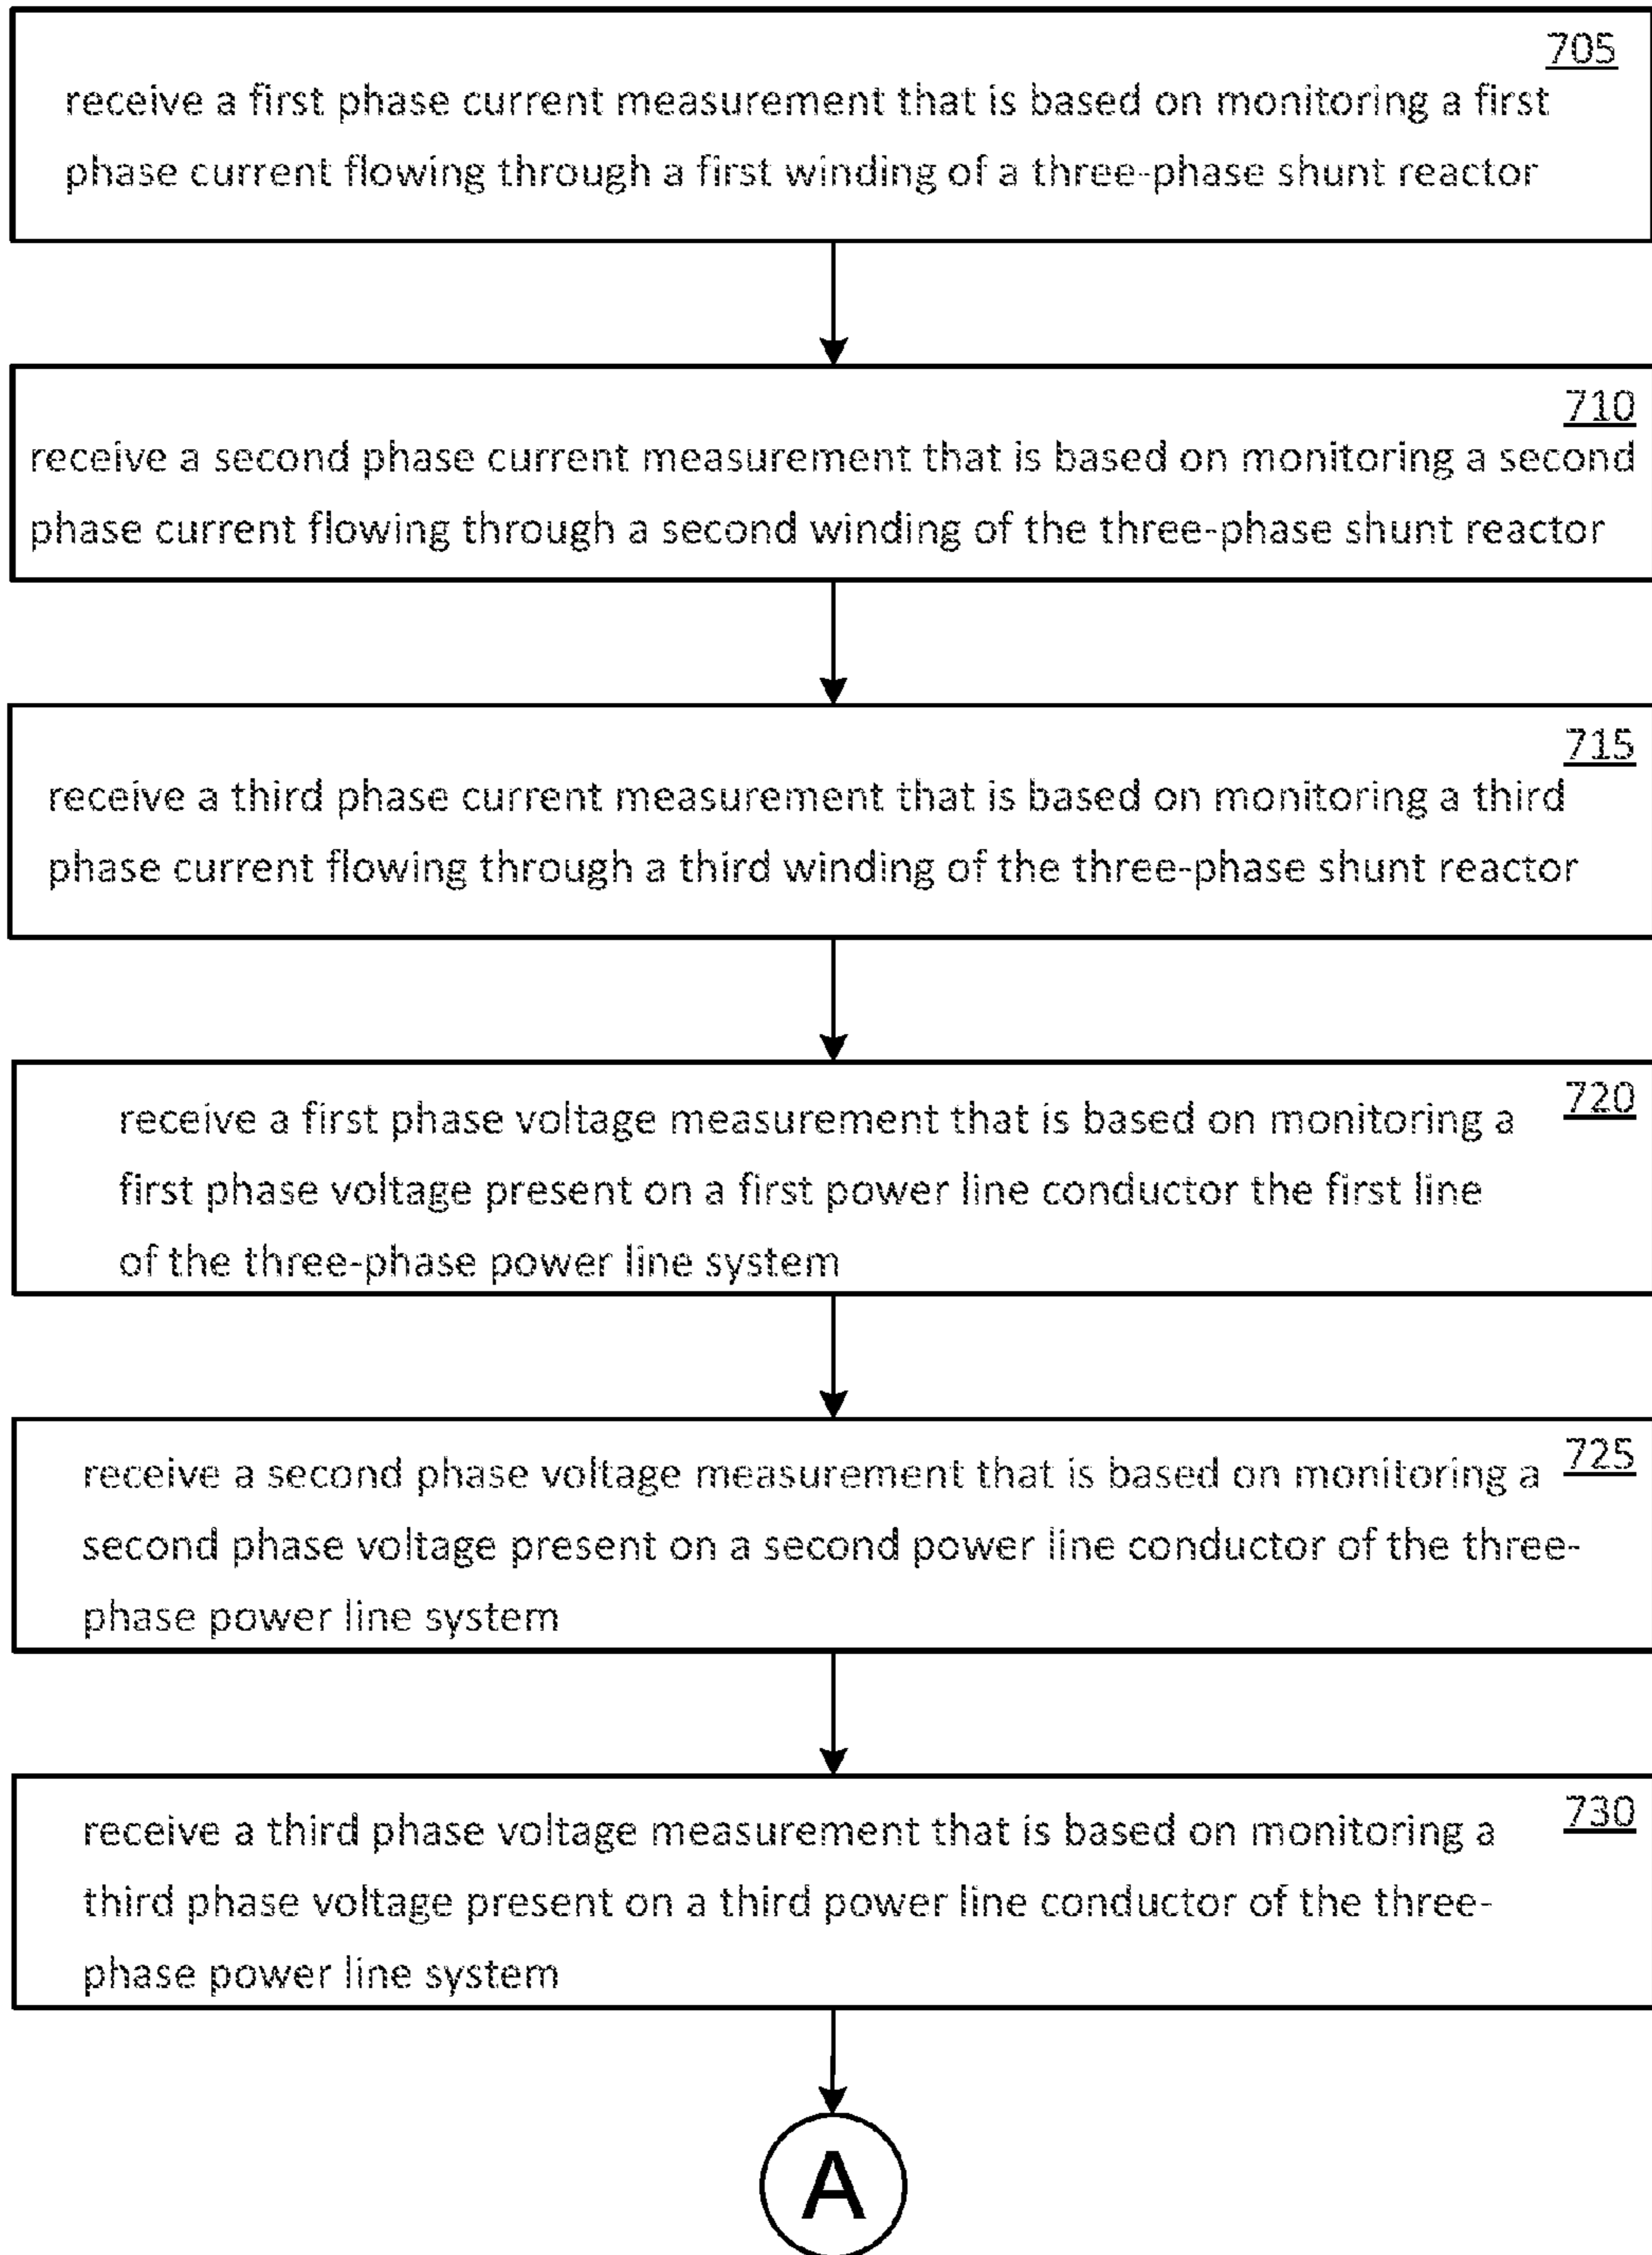 705
receive a first phase current measurement that is based on monitoring a first
phase current flowing through a first winding of a three-phase shunt reactor
710
receive a second phase current measurement that is based on monitoring a second
phase current flowing through a second winding of the three-phase shunt reactor
715
receive a third phase current measurement that is based on monitoring a third
phase current flowing through a third winding of the three-phase shunt reactor
720
receive a first phase voltage measurement that is based on monitoring a
first phase voltage present on a first power line conductor the first line
of the three-phase power line system
725
receive a second phase voltage measurement that is based on monitoring a
second phase voltage present on a second power line conductor of the three-
phase power line system
730
receive a third phase voltage measurement that is based on monitoring a
third phase voltage present on a third power line conductor of the three-
phase power line system
A